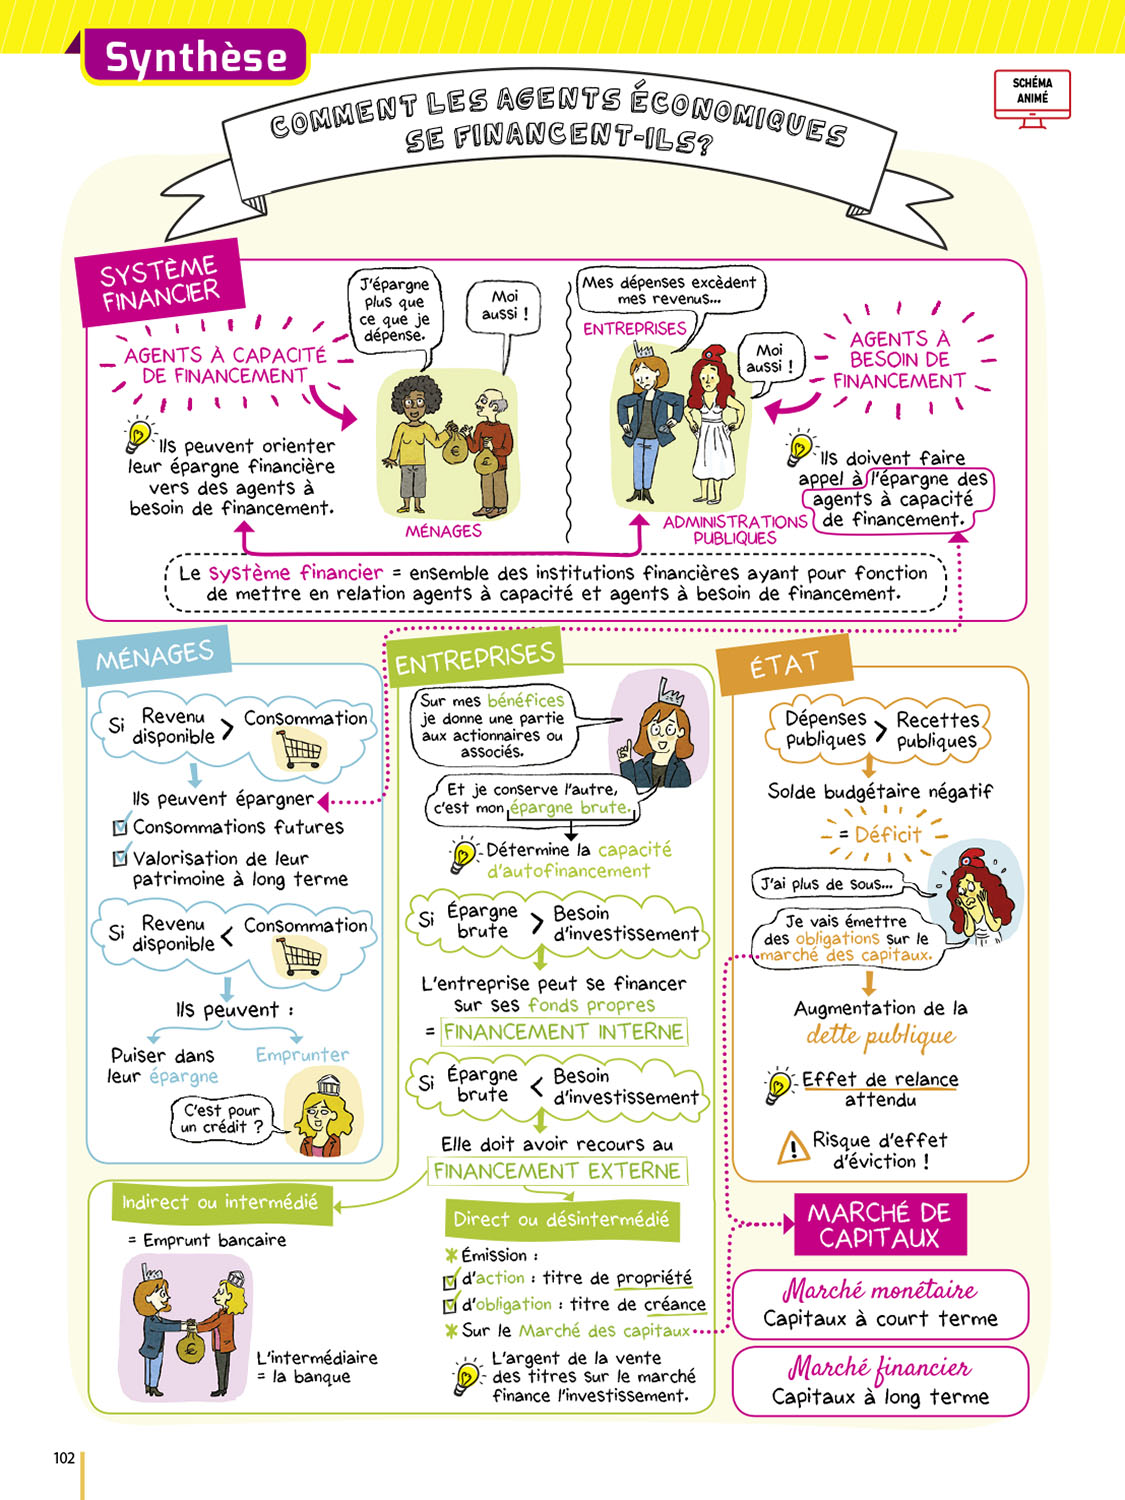 Synthèse
SCHÉMA
ANIMÉ
COMMENT LES AGENTS ÉCONOMIQUES
SE FINANCENT-ILS?
SYSTÈME
FINANCIER
AGENTS À CAPACITÉ
DE FINANCEMENT
Ils peuvent orienter
leur épargne financière
vers des agents à
besoin de financement.
J'épargne
plus que
ce que je
dépense.
Moi
aussi !
MÉNAGES
Mes dépenses excèdent
mes revenus...
ENTREPRISES
Moi
aussi !
ADMINISTRATIONS
PUBLIQUES
AGENTS À
BESOIN DE
FINANCEMENT
Ils doivent faire
appel à l'épargne des
agents à capacité
de financement.
Le système financier = ensemble des institutions financières ayant pour fonction
de mettre en relation agents à capacité et agents à besoin de financement.
MÉNAGES
Si Revenu disponible > Consommation
Ils peuvent épargner
Consommations futures
Valorisation de leur
patrimoine à long terme
Si Revenu disponible < Consommation
Ils peuvent :
Puiser dans
leur épargne
Emprunter
C'est pour
un crédit ?
ENTREPRISES
Sur mes bénéfices
je donne une partie
aux actionnaires ou
associés.
Et je conserve l'autre,
c'est mon épargne brute.
Détermine la capacité
d'autofinancement
Si Épargne brute > Besoin d'investissement
L'entreprise peut se financer
sur ses fonds propres
= FINANCEMENT INTERNE
Si Épargne brute < Besoin d'investissement
Elle doit avoir recours au
FINANCEMENT EXTERNE
Indirect ou intermédié
= Emprunt bancaire
L'intermédiaire
= la banque
Direct ou désintermédié
* Émission :
d'action : titre de propriété
d'obligation : titre de créance
* Sur le Marché des capitaux
L'argent de la vente
des titres sur le marché
finance l'investissement.
ÉTAT
Dépenses publiques > Recettes publiques
Solde budgétaire négatif
= Déficit
J'ai plus de sous...
Je vais émettre
des obligations sur le
marché des capitaux.
Augmentation de la
dette publique
Effet de relance
attendu
Risque d'effet
d'éviction !
MARCHÉ DE
CAPITAUX
Marché monétaire
Capitaux à court terme
Marché financier
Capitaux à long terme
102